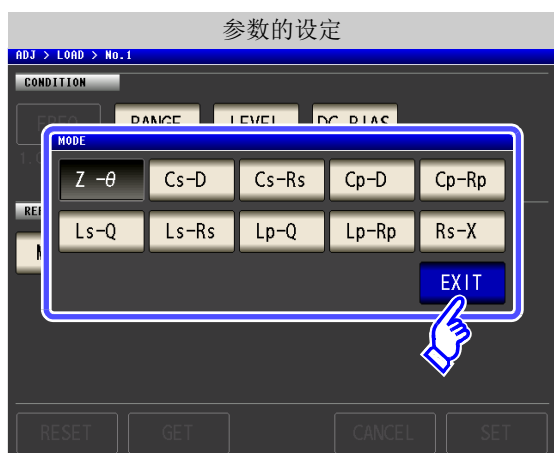 参数的设定
ADJ > LOAD > No.1
CONDITION
RANGE LEVEL DC BIAS
MODE
Z -θ Cs-D Cs-Rs Cp-D Cp-Rp
Ls-Q Ls-Rs Lp-Q Lp-Rp Rs-X
EXIT
RESET GET CANCEL SET